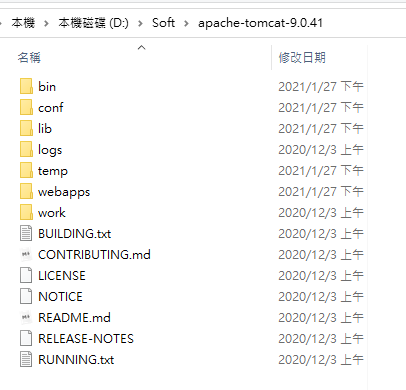 本機 › 本機磁碟 (D:) › Soft › apache-tomcat-9.0.41
名稱 修改日期
bin 2021/1/27 下午
conf 2021/1/27 下午
lib 2021/1/27 下午
logs 2020/12/3 上午
temp 2021/1/27 下午
webapps 2021/1/27 下午
work 2020/12/3 上午
BUILDING.txt 2020/12/3 上午
CONTRIBUTING.md 2020/12/3 上午
LICENSE 2020/12/3 上午
NOTICE 2020/12/3 上午
README.md 2020/12/3 上午
RELEASE-NOTES 2020/12/3 上午
RUNNING.txt 2020/12/3 上午